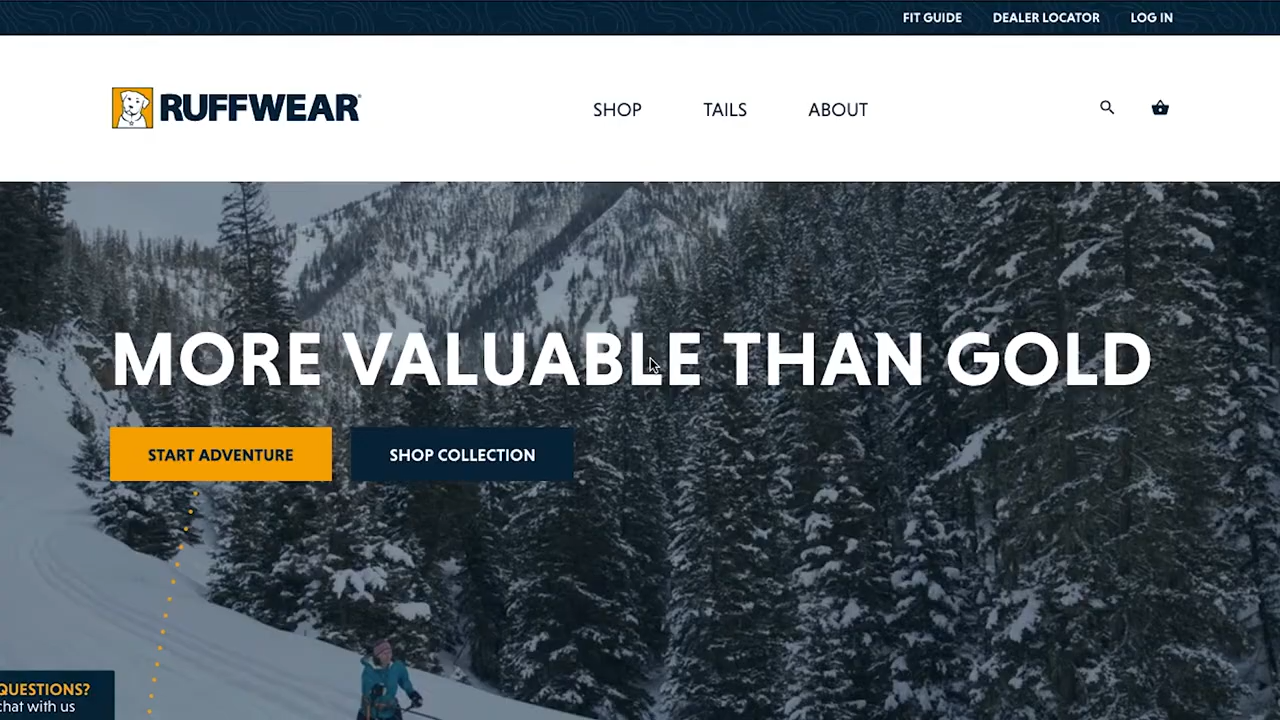 FIT GUIDE DEALER LOCATOR LOG IN
RUFFWEAR
SHOP TAILS ABOUT
MORE VALUABLE THAN GOLD
START ADVENTURE SHOP COLLECTION
QUESTIONS?
chat with us